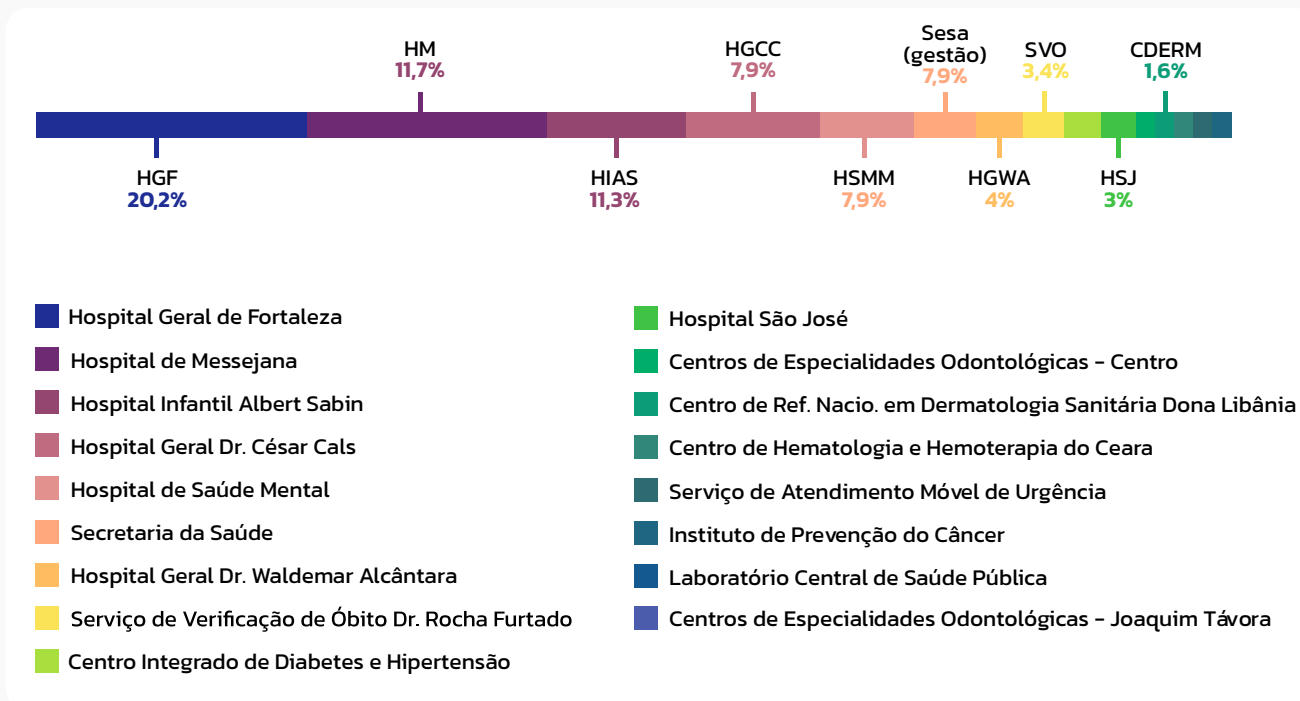 HM
11,7%
HGCC
7,9%
Sesa
(gestão)
7,9%
SVO
3,4%
CDERM
1,6%
HGF
20,2%
HIAS
11,3%
HSMM
7,9%
HGWA
4%
HSJ
3%
Hospital Geral de Fortaleza
Hospital de Messejana
Hospital Infantil Albert Sabin
Hospital Geral Dr. César Cals
Hospital de Saúde Mental
Secretaria da Saúde
Hospital Geral Dr. Waldemar Alcântara
Serviço de Verificação de Óbito Dr. Rocha Furtado
Centro Integrado de Diabetes e Hipertensão
Hospital São José
Centros de Especialidades Odontológicas - Centro
Centro de Ref. Nacio. em Dermatologia Sanitária Dona Libânia
Centro de Hematologia e Hemoterapia do Ceara
Serviço de Atendimento Móvel de Urgência
Instituto de Prevenção do Câncer
Laboratório Central de Saúde Pública
Centros de Especialidades Odontológicas - Joaquim Távora